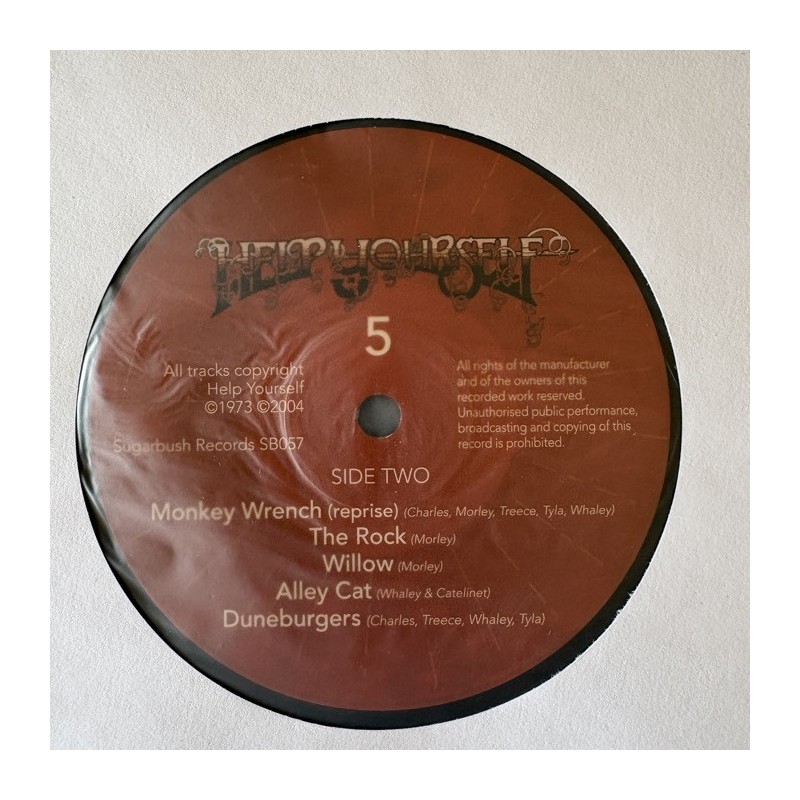 HELP YOURSELF
5
All tracks copyright
Help Yourself
©1973 ©2004
Sugarbush Records SB057
All rights of the manufacturer
and of the owners of this
recorded work reserved.
Unauthorised public performance,
broadcasting and copying of this
record is prohibited.
SIDE TWO
Monkey Wrench (reprise) (Charles, Morley, Treece, Tyla, Whaley)
The Rock (Morley)
Willow (Morley)
Alley Cat (Whaley & Catelinet)
Duneburgers (Charles, Treece, Whaley, Tyla)